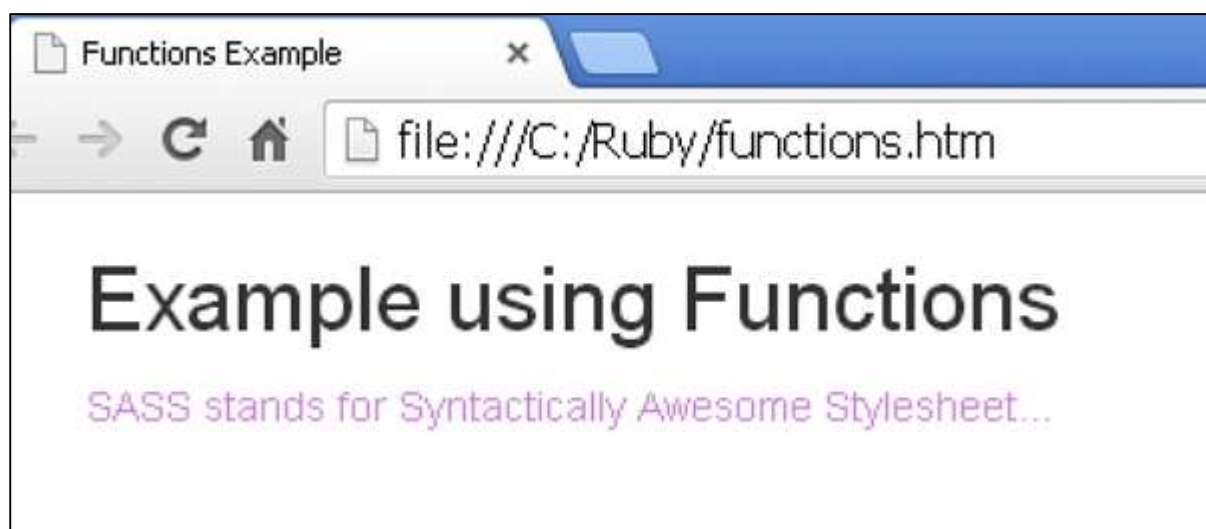 Functions Example
file:///C:/Ruby/functions.htm
Example using Functions
SASS stands for Syntactically Awesome Stylesheet...